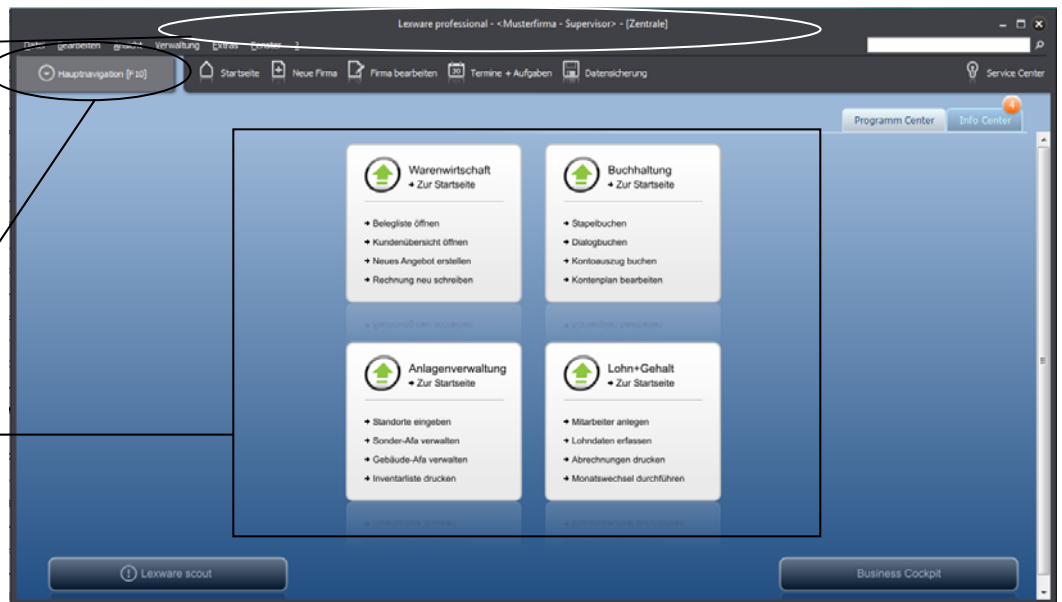 Lexware professional - <Musterfirma - Supervisor> - [Zentrale]
Datei Bearbeiten Ansicht Verwaltung Extras Fenster ?
Hauptnavigation [F10] Startseite Neue Firma Firma bearbeiten 30 Termine + Aufgaben Datensicherung Service Center
Programm Center Info Center 4
Warenwirtschaft
Zur Startseite
Belegliste öffnen
Kundenübersicht öffnen
Neues Angebot erstellen
Rechnung neu schreiben
Buchhaltung
Zur Startseite
Stapelbuchen
Dialogbuchen
Kontoauszug buchen
Kontenplan bearbeiten
Anlagenverwaltung
Zur Startseite
Standorte eingeben
Sonder-Afa verwalten
Gebäude-Afa verwalten
Inventarliste drucken
Lohn+Gehalt
Zur Startseite
Mitarbeiter anlegen
Lohndaten erfassen
Abrechnungen drucken
Monatswechsel durchführen
Lexware scout
Business Cockpit